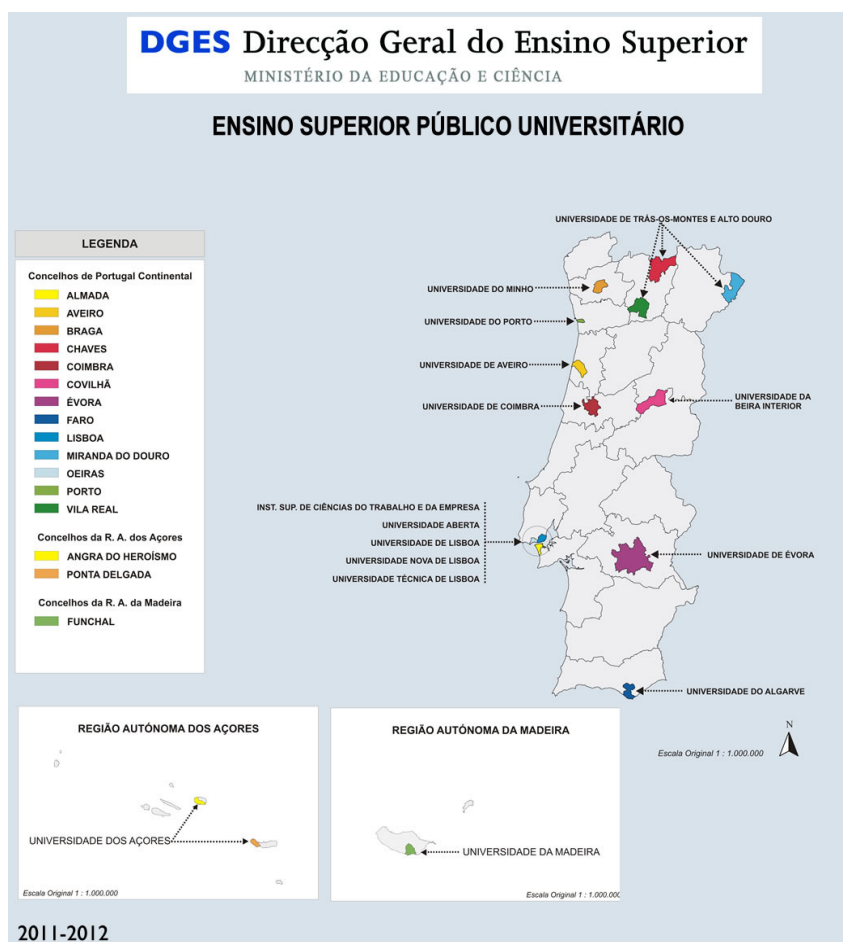 DGES Direcção Geral do Ensino Superior
MINISTÉRIO DA EDUCAÇÃO E CIÊNCIA
ENSINO SUPERIOR PÚBLICO UNIVERSITÁRIO
LEGENDA
Concelhos de Portugal Continental
ALMADA
AVEIRO
BRAGA
CHAVES
COIMBRA
COVILHÃ
ÉVORA
FARO
LISBOA
MIRANDA DO DOURO
OEIRAS
PORTO
VILA REAL
Concelhos da R. A. dos Açores
ANGRA DO HEROÍSMO
PONTA DELGADA
Concelhos da R. A. da Madeira
FUNCHAL
UNIVERSIDADE DE TRÁS-OS-MONTES E ALTO DOURO
UNIVERSIDADE DO MINHO
UNIVERSIDADE DO PORTO
UNIVERSIDADE DE AVEIRO
UNIVERSIDADE DE COIMBRA
UNIVERSIDADE DA
BEIRA INTERIOR
INST. SUP. DE CIÊNCIAS DO TRABALHO E DA EMPRESA
UNIVERSIDADE ABERTA
UNIVERSIDADE DE LISBOA
UNIVERSIDADE NOVA DE LISBOA
UNIVERSIDADE TÉCNICA DE LISBOA
UNIVERSIDADE DE ÉVORA
UNIVERSIDADE DO ALGARVE
N
Escala Original 1 : 1.000.000
REGIÃO AUTÓNOMA DOS AÇORES
UNIVERSIDADE DOS AÇORES
Escala Original 1 : 1.000.000
REGIÃO AUTÓNOMA DA MADEIRA
UNIVERSIDADE DA MADEIRA
Escala Original 1 : 1.000.000
2011-2012